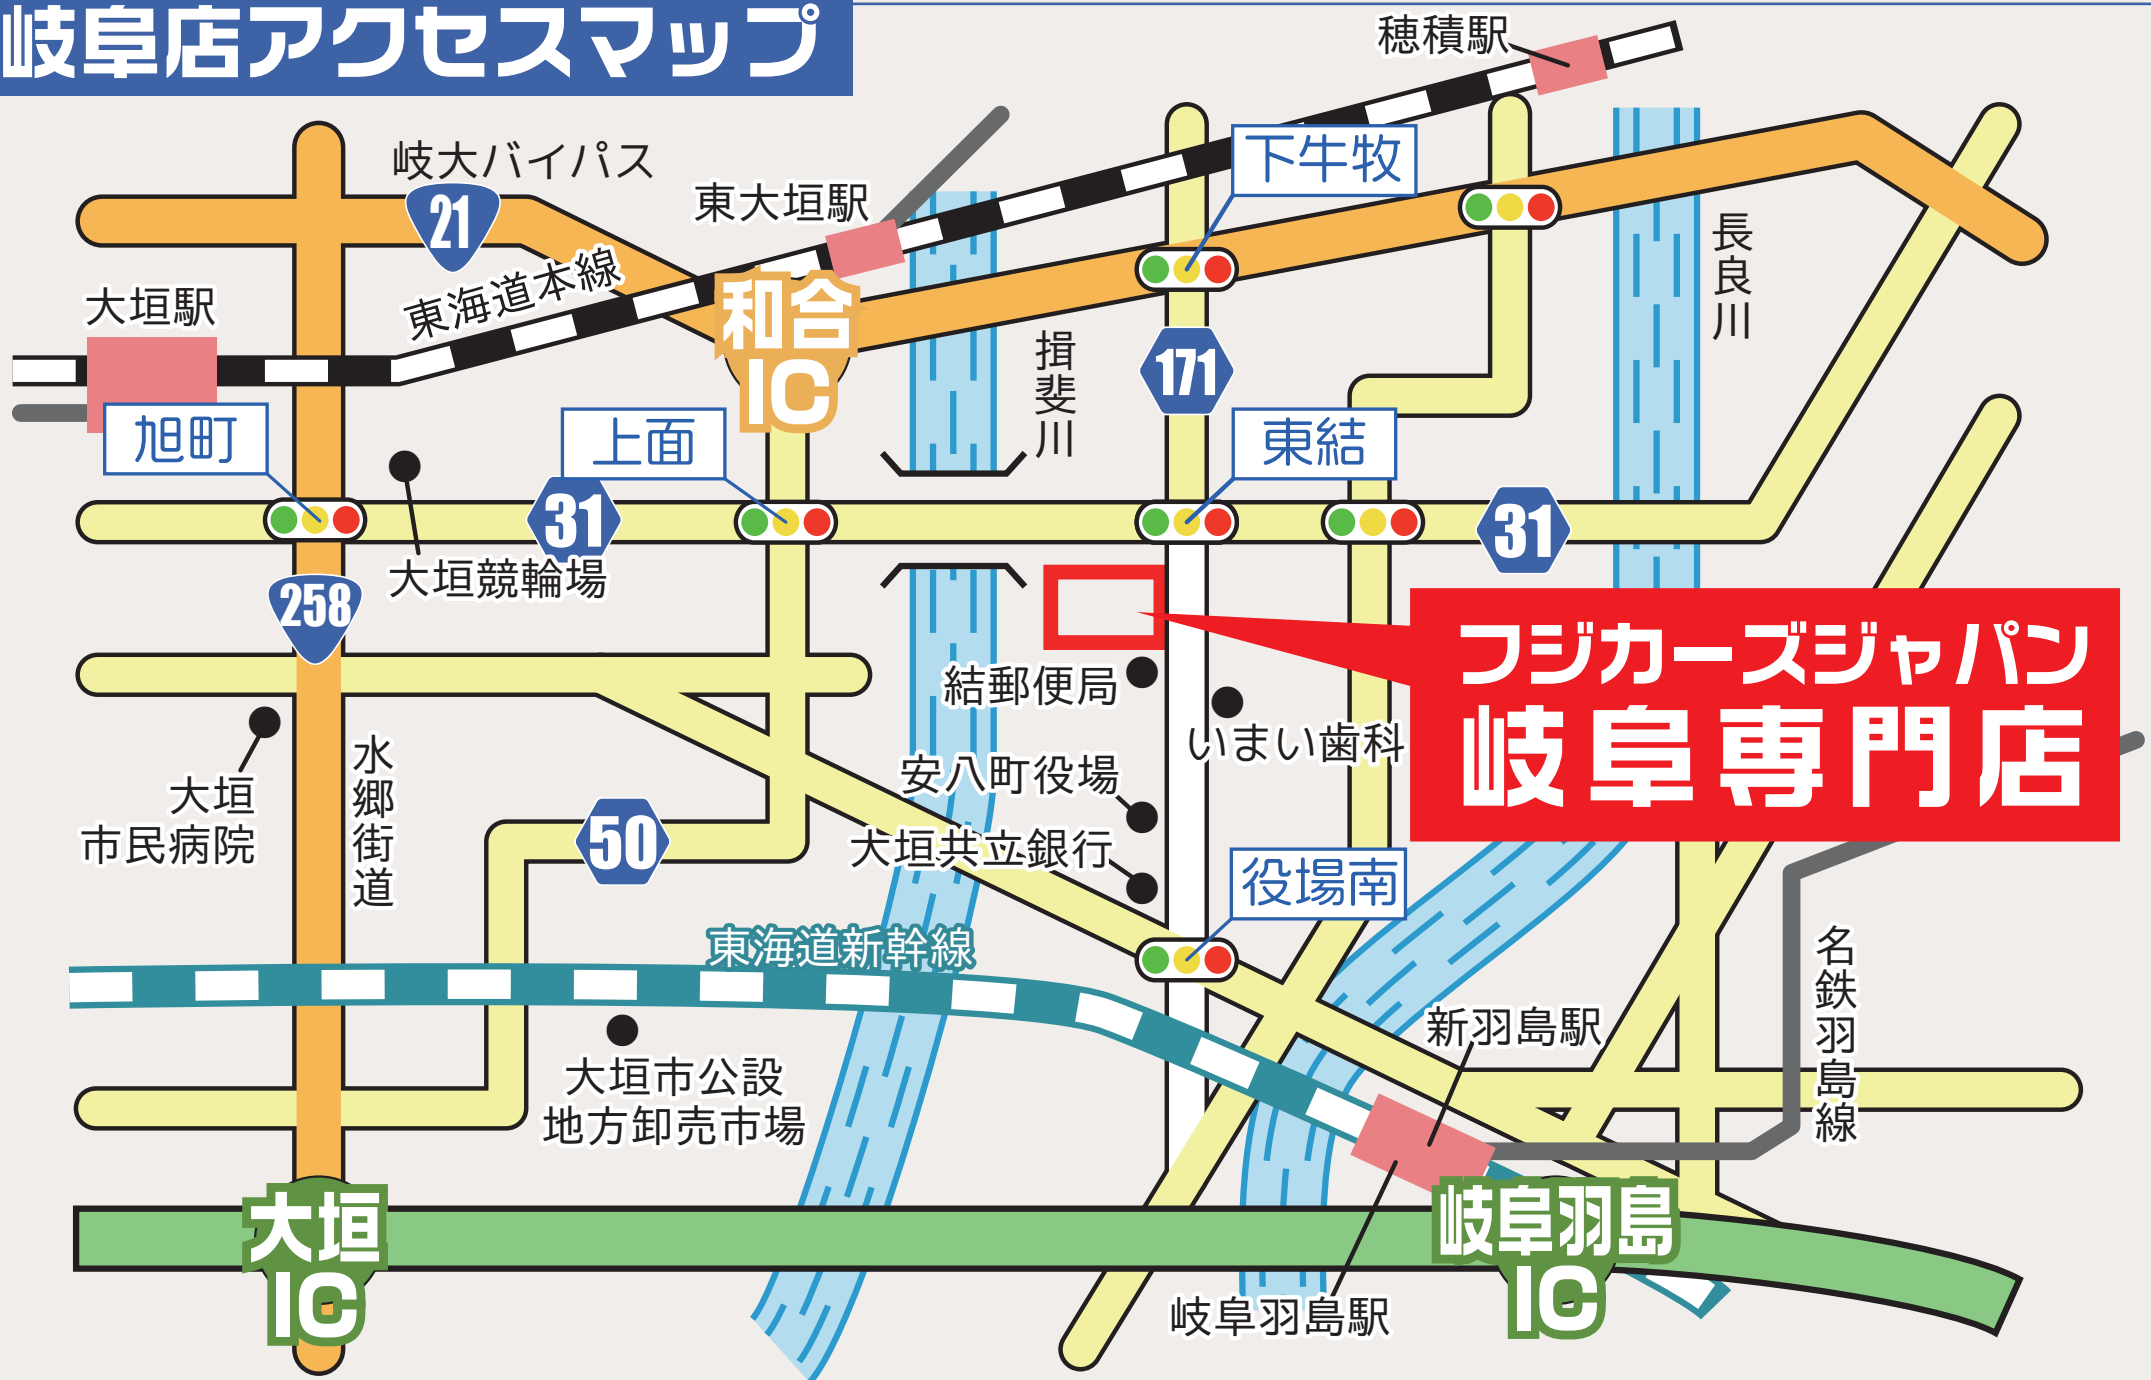 岐阜店アクセスマップ
穂積駅
岐大バイパス
21
東大垣駅
下牛牧
長良川
東海道本線
大垣駅
和合
IC
揖斐川
171
旭町
上面
東結
31
31
大垣競輪場
258
フジカーズジャパン
岐阜専門店
結郵便局
いまい歯科
安八町役場
大垣
市民病院
水郷街道
50
大垣共立銀行
役場南
東海道新幹線
名鉄羽島線
新羽島駅
大垣市公設
地方卸売市場
大垣
IC
岐阜羽島
IC
岐阜羽島駅